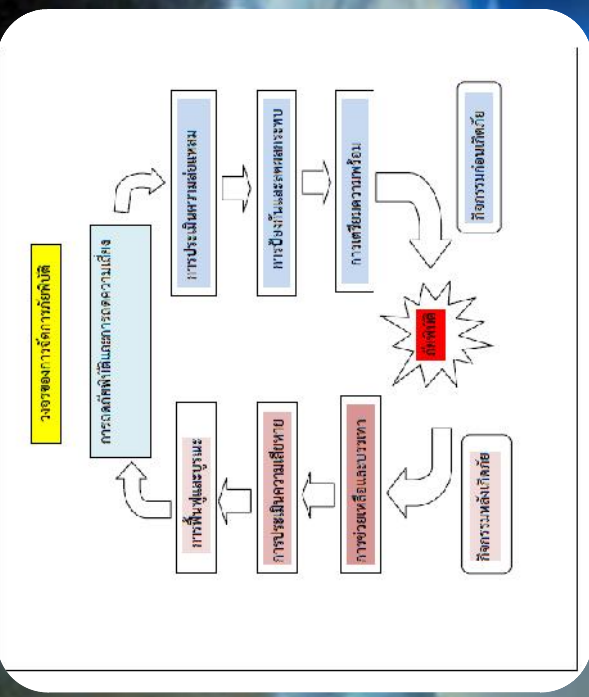 วงจรของการจัดการภัยพิบัติ
การลดภัยพิบัติและการลดความเสี่ยง
การประเมินความล่อแหลม
การป้องกันและลดผลกระทบ
การเตรียมความพร้อม
กิจกรรมก่อนเกิดภัย
ภัยพิบัติ
กิจกรรมหลังเกิดภัย
การช่วยเหลือและบรรเทา
การประเมินความเสียหาย
การฟื้นฟูและบูรณะ